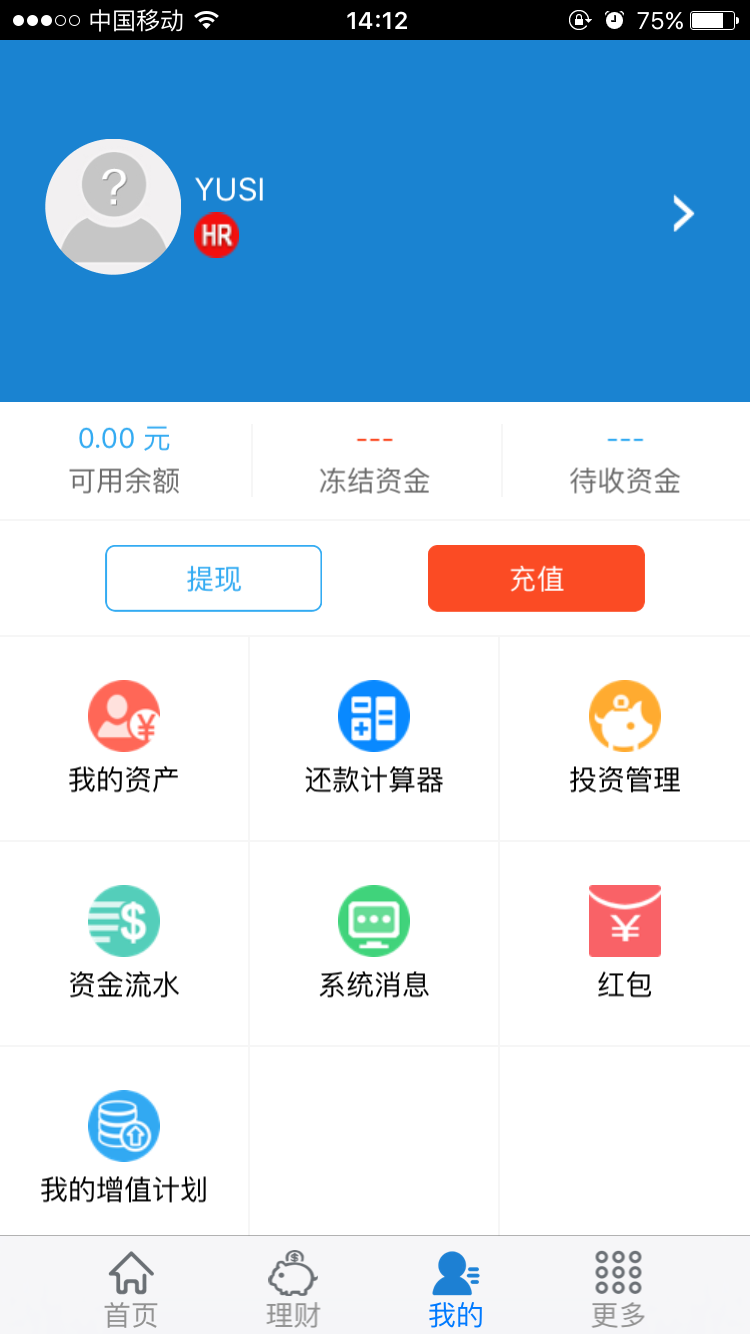 中国移动 14:12 75%
?
YUSI
HR
0.00 元 --- ---
可用余额 冻结资金 待收资金
提现 充值
¥
我的资产 还款计算器 投资管理
$ ¥
资金流水 系统消息 红包
我的增值计划
$
首页 理财 我的 更多